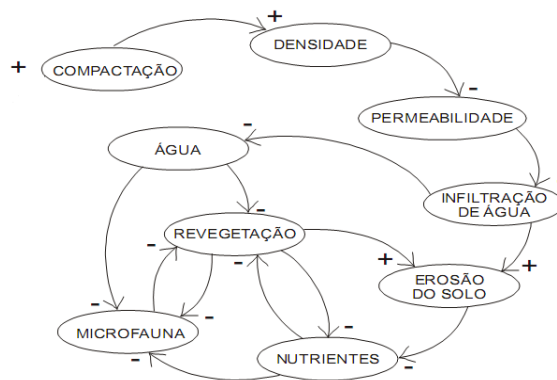 +
DENSIDADE
+
COMPACTAÇÃO
-
PERMEABILIDADE
-
ÁGUA
-
INFILTRAÇÃO
DE ÁGUA
-
REVEGETAÇÃO
-
-
+
+
EROSÃO
DO SOLO
-
-
MICROFAUNA
-
-
NUTRIENTES
-
-